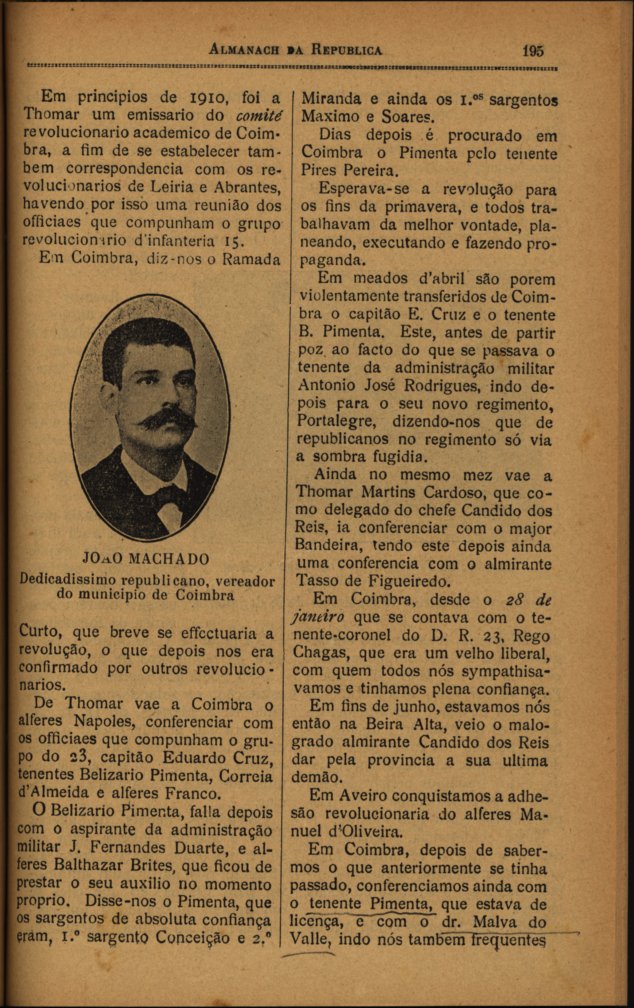 ALMANACH DA REPUBLICA 195
Em principios de 1910, foi a
Thomar um emissario do comité
revolucionario academico de Coim-
bra, a fim de se estabelecer tam-
bem correspondencia com os re-
volucionarios de Leiria e Abrantes,
havendo por isso uma reunião dos
officiaes que compunham o grupo
revolucionario d'infanteria 15.
Em Coimbra, diz-nos o Ramada
JOÃO MACHADO
Dedicadissimo republicano, vereador
do municipio de Coimbra
Curto, que breve se effectuaria a
revolução, o que depois nos era
confirmado por outros revolucio-
narios.
De Thomar vae a Coimbra o
alferes Napoles, conferenciar com
os officiaes que compunham o gru-
po do 23, capitão Eduardo Cruz,
tenentes Belizario Pimenta, Correia
d'Almeida e alferes Franco.
O Belizario Pimenta, falla depois
com o aspirante da administração
militar J. Fernandes Duarte, e al-
feres Balthazar Brites, que ficou de
prestar o seu auxilio no momento
proprio. Disse-nos o Pimenta, que
os sargentos de absoluta confiança
eram, 1.º sargento Conceição e 2.º
Miranda e ainda os 1.os sargentos
Maximo e Soares.
Dias depois é procurado em
Coimbra o Pimenta pelo tenente
Pires Pereira.
Esperava-se a revolução para
os fins da primavera, e todos tra-
balhavam da melhor vontade, pla-
neando, executando e fazendo pro-
paganda.
Em meados d'abril são porem
violentamente transferidos de Coim-
bra o capitão E. Cruz e o tenente
B. Pimenta. Este, antes de partir
poz ao facto do que se passava o
tenente da administração militar
Antonio José Rodrigues, indo de-
pois para o seu novo regimento,
Portalegre, dizendo-nos que de
republicanos no regimento só via
a sombra fugidia.
Ainda no mesmo mez vae a
Thomar Martins Cardoso, que co-
mo delegado do chefe Candido dos
Reis, ia conferenciar com o major
Bandeira, tendo este depois ainda
uma conferencia com o almirante
Tasso de Figueiredo.
Em Coimbra, desde o 28 de
janeiro que se contava com o te-
nente-coronel do D. R. 23, Rego
Chagas, que era um velho liberal,
com quem todos nós sympathisa-
vamos e tinhamos plena confiança.
Em fins de junho, estavamos nós
então na Beira Alta, veio o malo-
grado almirante Candido dos Reis
dar pela provincia a sua ultima
demão.
Em Aveiro conquistamos a adhe-
são revolucionaria do alferes Ma-
nuel d'Oliveira.
Em Coimbra, depois de saber-
mos o que anteriormente se tinha
passado, conferenciamos ainda com
o tenente Pimenta, que estava de
licença, e com o dr. Malva do
Valle, indo nós tambem frequentes